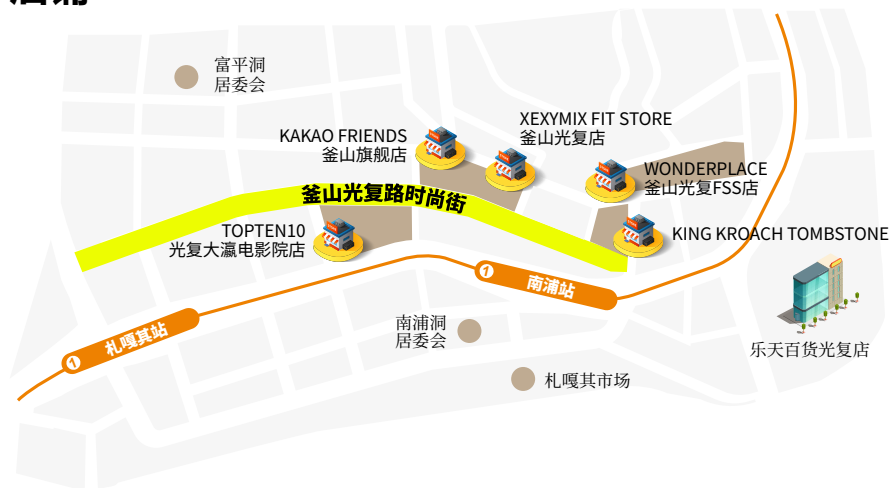 富平洞
居委会
XEXYMIX FIT STORE
釜山光复店
KAKAO FRIENDS
釜山旗舰店
WONDERPLACE
釜山光复FSS店
釜山光复路时尚街
TOPTEN10
光复大瀛电影院店
KING KROACH TOMBSTONE
1 南浦站
1 札嘎其站
南浦洞
居委会
乐天百货光复店
札嘎其市场